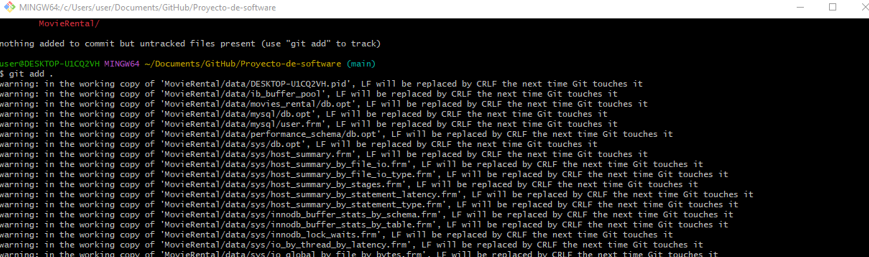 MINGW64:/c/Users/user/Documents/GitHub/Proyecto-de-software
MovieRental/
nothing added to commit but untracked files present (use "git add" to track)
user@DESKTOP-U1CQ2VH MINGW64 ~/Documents/GitHub/Proyecto-de-software (main)
$ git add .
warning: in the working copy of 'MovieRental/data/DESKTOP-U1CQ2VH.pid', LF will be replaced by CRLF the next time Git touches it
warning: in the working copy of 'MovieRental/data/ib_buffer_pool', LF will be replaced by CRLF the next time Git touches it
warning: in the working copy of 'MovieRental/data/movies_rental/db.opt', LF will be replaced by CRLF the next time Git touches it
warning: in the working copy of 'MovieRental/data/mysql/db.opt', LF will be replaced by CRLF the next time Git touches it
warning: in the working copy of 'MovieRental/data/mysql/user.frm', LF will be replaced by CRLF the next time Git touches it
warning: in the working copy of 'MovieRental/data/performance_schema/db.opt', LF will be replaced by CRLF the next time Git touches it
warning: in the working copy of 'MovieRental/data/sys/db.opt', LF will be replaced by CRLF the next time Git touches it
warning: in the working copy of 'MovieRental/data/sys/host_summary.frm', LF will be replaced by CRLF the next time Git touches it
warning: in the working copy of 'MovieRental/data/sys/host_summary_by_file_io.frm', LF will be replaced by CRLF the next time Git touches it
warning: in the working copy of 'MovieRental/data/sys/host_summary_by_file_io_type.frm', LF will be replaced by CRLF the next time Git touches it
warning: in the working copy of 'MovieRental/data/sys/host_summary_by_stages.frm', LF will be replaced by CRLF the next time Git touches it
warning: in the working copy of 'MovieRental/data/sys/host_summary_by_statement_latency.frm', LF will be replaced by CRLF the next time Git touches it
warning: in the working copy of 'MovieRental/data/sys/host_summary_by_statement_type.frm', LF will be replaced by CRLF the next time Git touches it
warning: in the working copy of 'MovieRental/data/sys/innodb_buffer_stats_by_schema.frm', LF will be replaced by CRLF the next time Git touches it
warning: in the working copy of 'MovieRental/data/sys/innodb_buffer_stats_by_table.frm', LF will be replaced by CRLF the next time Git touches it
warning: in the working copy of 'MovieRental/data/sys/innodb_lock_waits.frm', LF will be replaced by CRLF the next time Git touches it
warning: in the working copy of 'MovieRental/data/sys/io_by_thread_by_latency.frm', LF will be replaced by CRLF the next time Git touches it
warning: in the working copy of 'MovieRental/data/sys/io_global_by_file_by_bytes.frm', LF will be replaced by CRLF the next time Git touches it